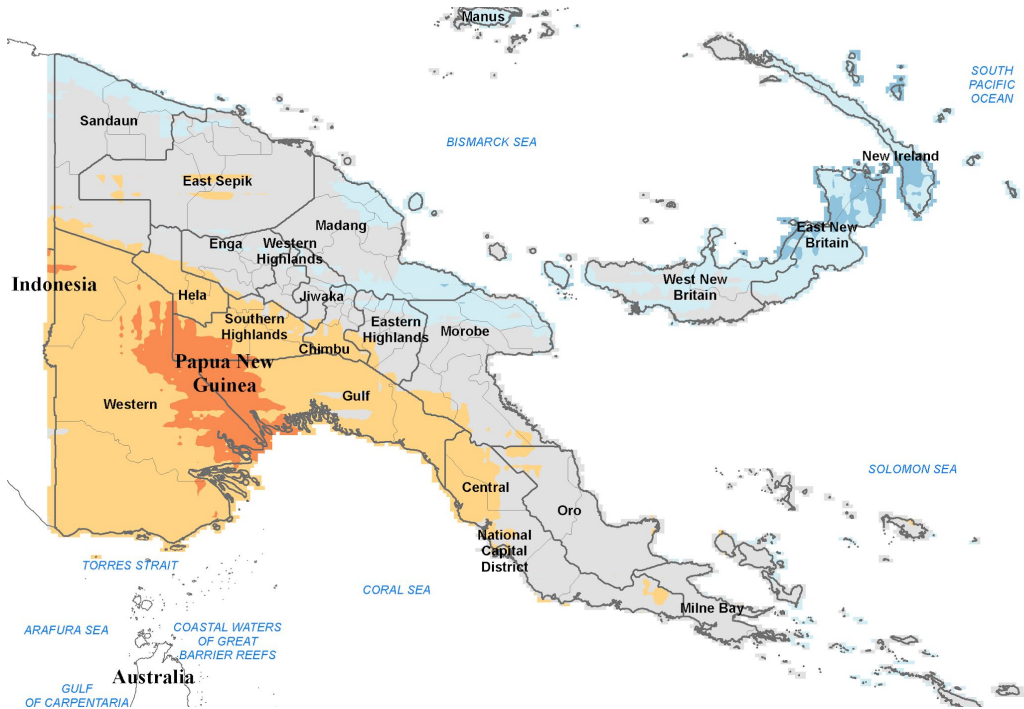 Manus
SOUTH
PACIFIC
OCEAN
Sandaun
BISMARCK SEA
New Ireland
East Sepik
Madang
East New
Britain
Enga
Western
Highlands
Indonesia
West New
Britain
Hela
Jiwaka
Southern
Highlands
Eastern
Highlands
Morobe
Chimbu
Papua New
Guinea
Western
Gulf
SOLOMON SEA
Central
Oro
National
Capital
District
TORRES STRAIT
CORAL SEA
Milne Bay
ARAFURA SEA
COASTAL WATERS
OF GREAT
BARRIER REEFS
Australia
GULF
OF CARPENTARIA